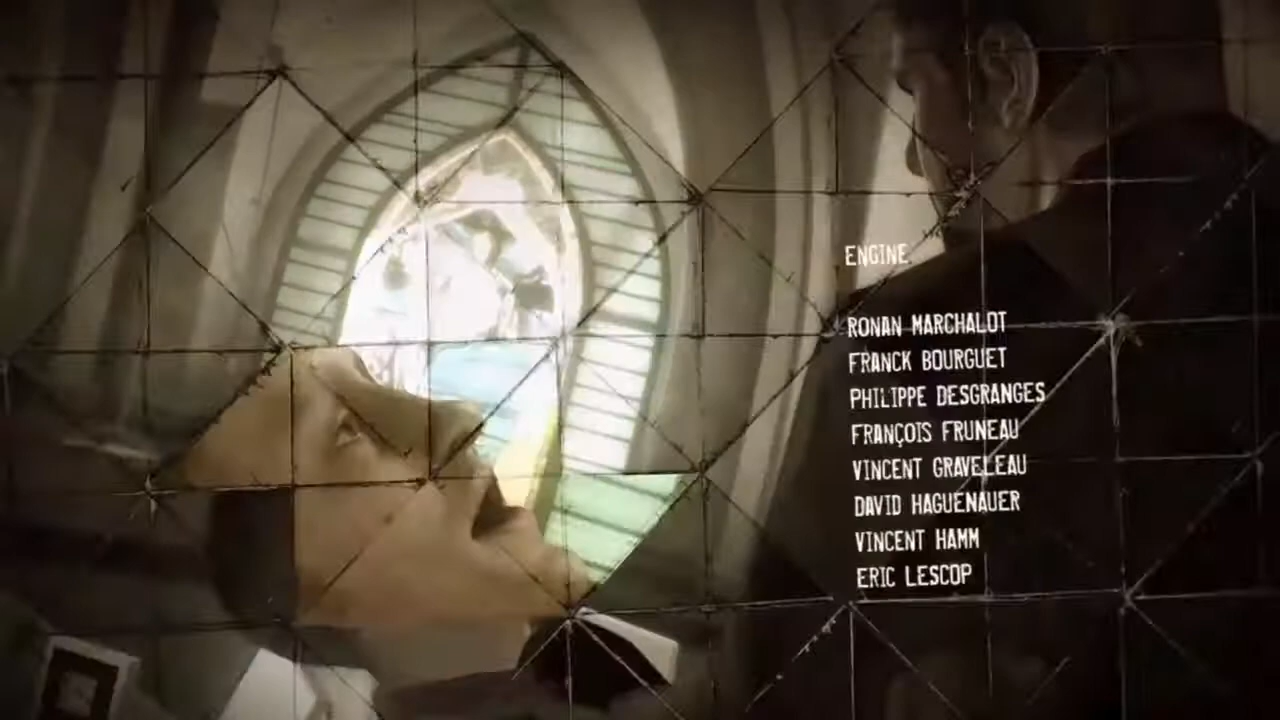 ENGINE
RONAN MARCHALOT
FRANCK BOURGUET
PHILIPPE DESGRANGES
FRANÇOIS FRUNEAU
VINCENT GRAVELEAU
DAVID HAGUENAUER
VINCENT HAMM
ERIC LESCOP